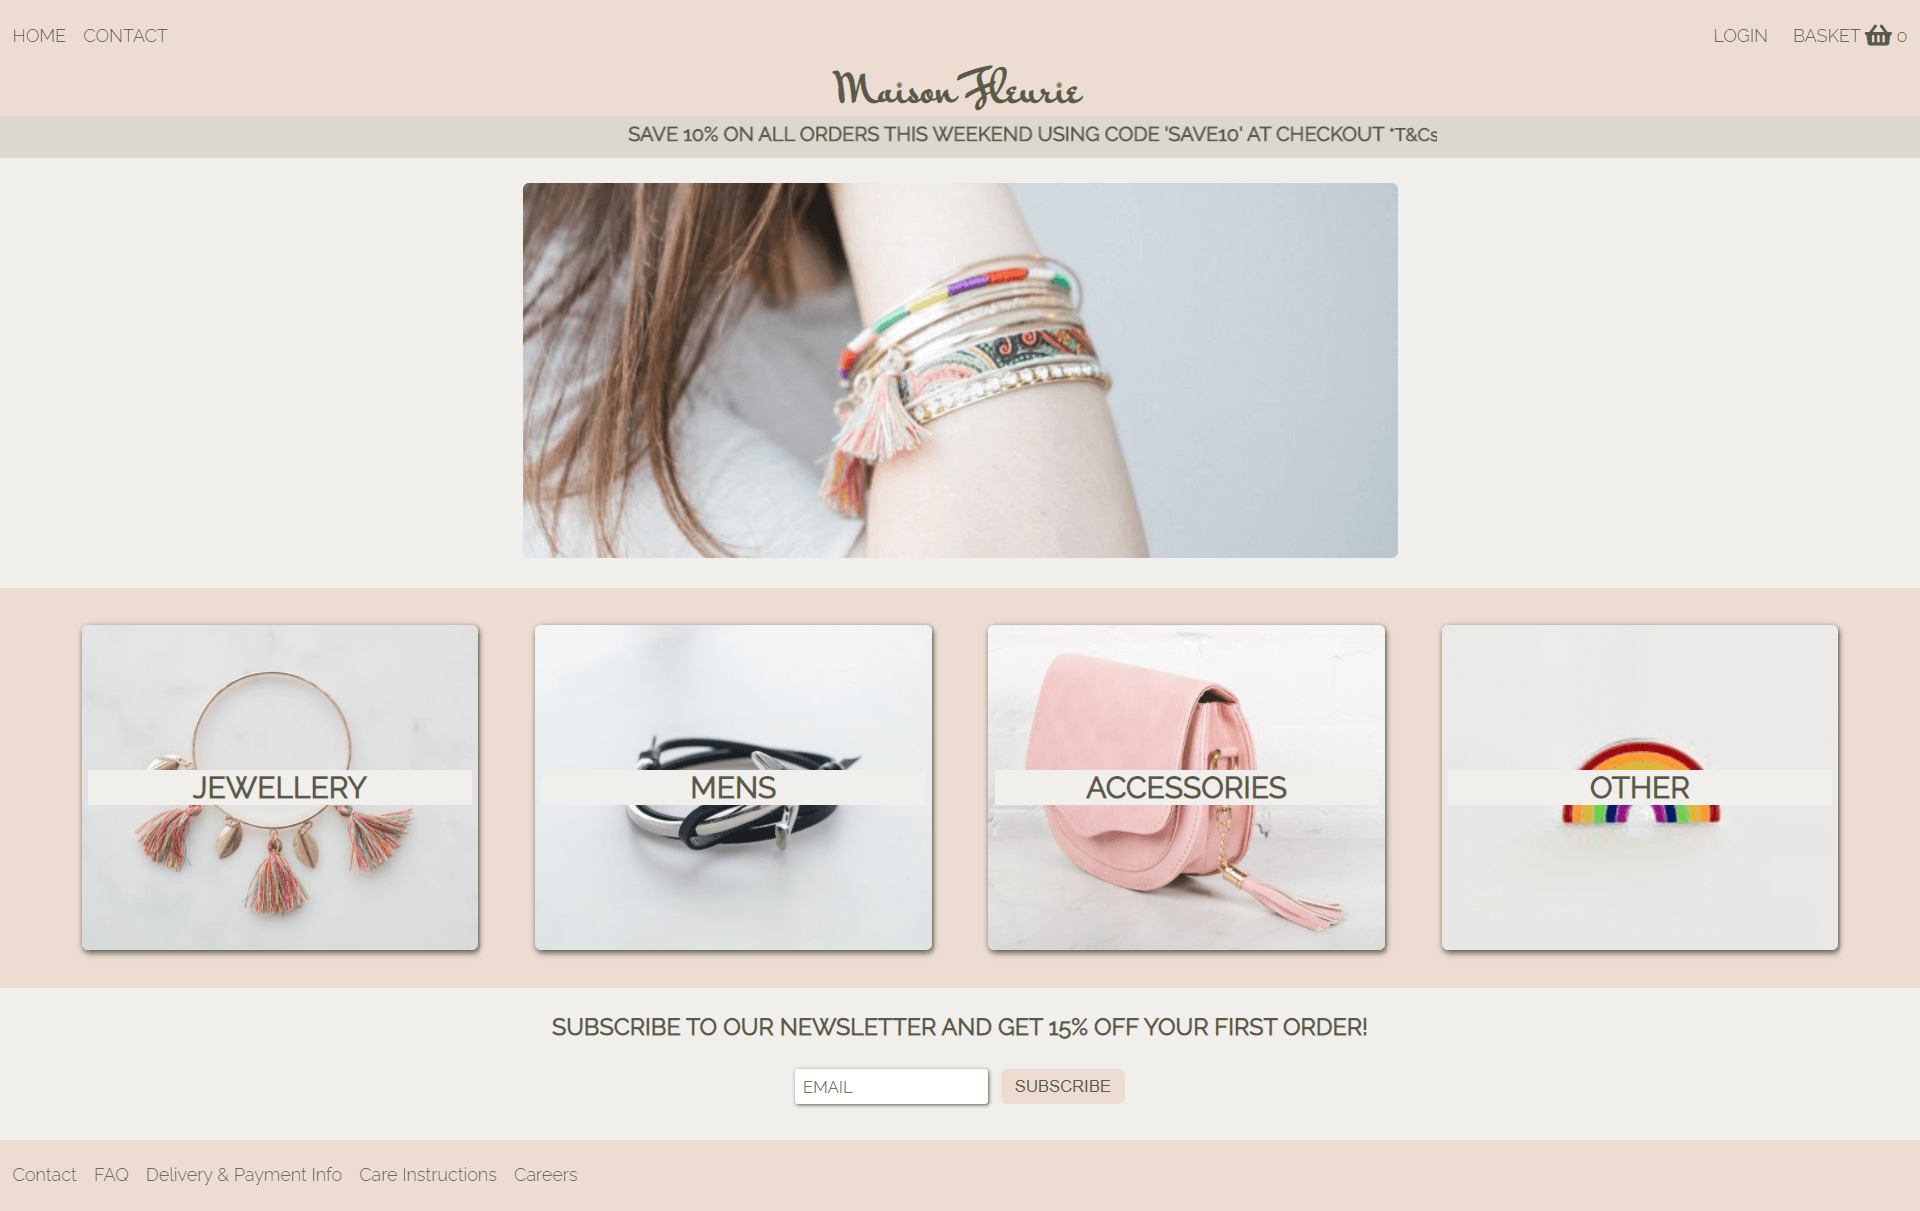 HOME CONTACT LOGIN BASKET 0
Maison Fleurie
SAVE 10% ON ALL ORDERS THIS WEEKEND USING CODE 'SAVE10' AT CHECKOUT *T&Cs
JEWELLERY MENS ACCESSORIES OTHER
SUBSCRIBE TO OUR NEWSLETTER AND GET 15% OFF YOUR FIRST ORDER!
EMAIL SUBSCRIBE
Contact FAQ Delivery & Payment Info Care Instructions Careers